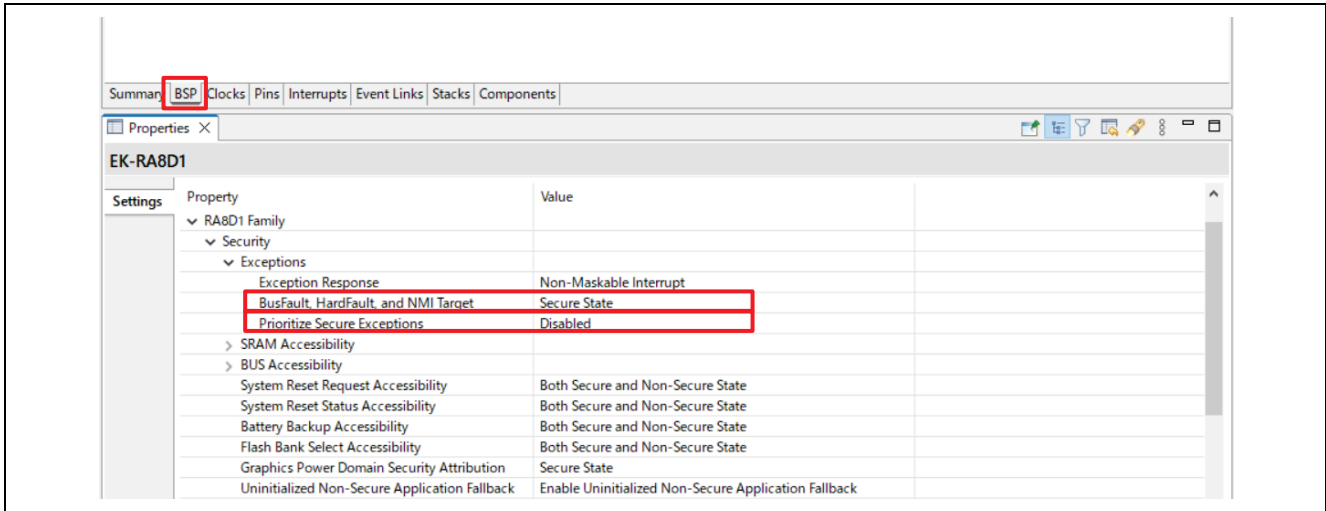 Summary BSP Clocks Pins Interrupts Event Links Stacks Components
Properties
EK-RA8D1
Settings Property Value
RA8D1 Family
Security
Exceptions
Exception Response Non-Maskable Interrupt
BusFault, HardFault, and NMI Target Secure State
Prioritize Secure Exceptions Disabled
SRAM Accessibility
BUS Accessibility
System Reset Request Accessibility Both Secure and Non-Secure State
System Reset Status Accessibility Both Secure and Non-Secure State
Battery Backup Accessibility Both Secure and Non-Secure State
Flash Bank Select Accessibility Both Secure and Non-Secure State
Graphics Power Domain Security Attribution Secure State
Uninitialized Non-Secure Application Fallback Enable Uninitialized Non-Secure Application Fallback